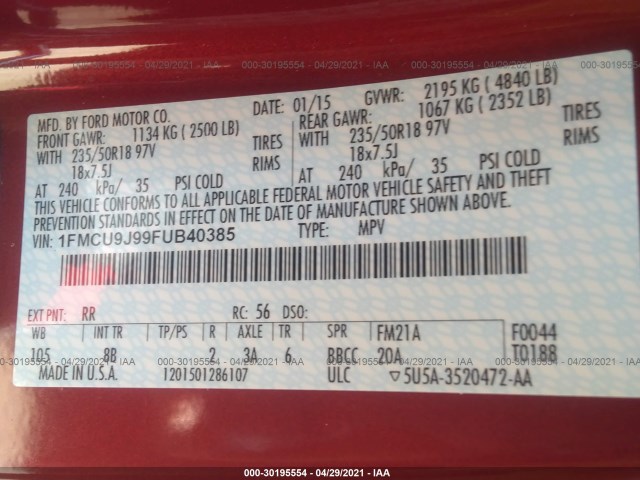 000-30195554 - 04/29/2021 - IAA
MFD. BY FORD MOTOR CO. DATE: 01/15 GVWR: 2195 KG ( 4840 LB)
FRONT GAWR: 1134 KG ( 2500 LB) REAR GAWR: 1067 KG ( 2352 LB)
WITH 235/50R18 97V TIRES WITH 235/50R18 97V TIRES
18x7.5J RIMS 18x7.5J RIMS
AT 240 kPa/ 35 PSI COLD AT 240 kPa/ 35 PSI COLD
THIS VEHICLE CONFORMS TO ALL APPLICABLE FEDERAL MOTOR VEHICLE SAFETY AND THEFT
PREVENTION STANDARDS IN EFFECT ON THE DATE OF MANUFACTURE SHOWN ABOVE.
VIN: 1FMCU9J99FUB40385 TYPE: MPV
EXT PNT: RR RC: 56 DSO:
WB INT TR TP/PS R AXLE TR SPR FM21A F0044
105 8B 2 3A 6 BBCC 20A T0188
MADE IN U.S.A. 1201501286107 ULC ▽5U5A-3520472-AA
000-30195554 - 04/29/2021 - IAA